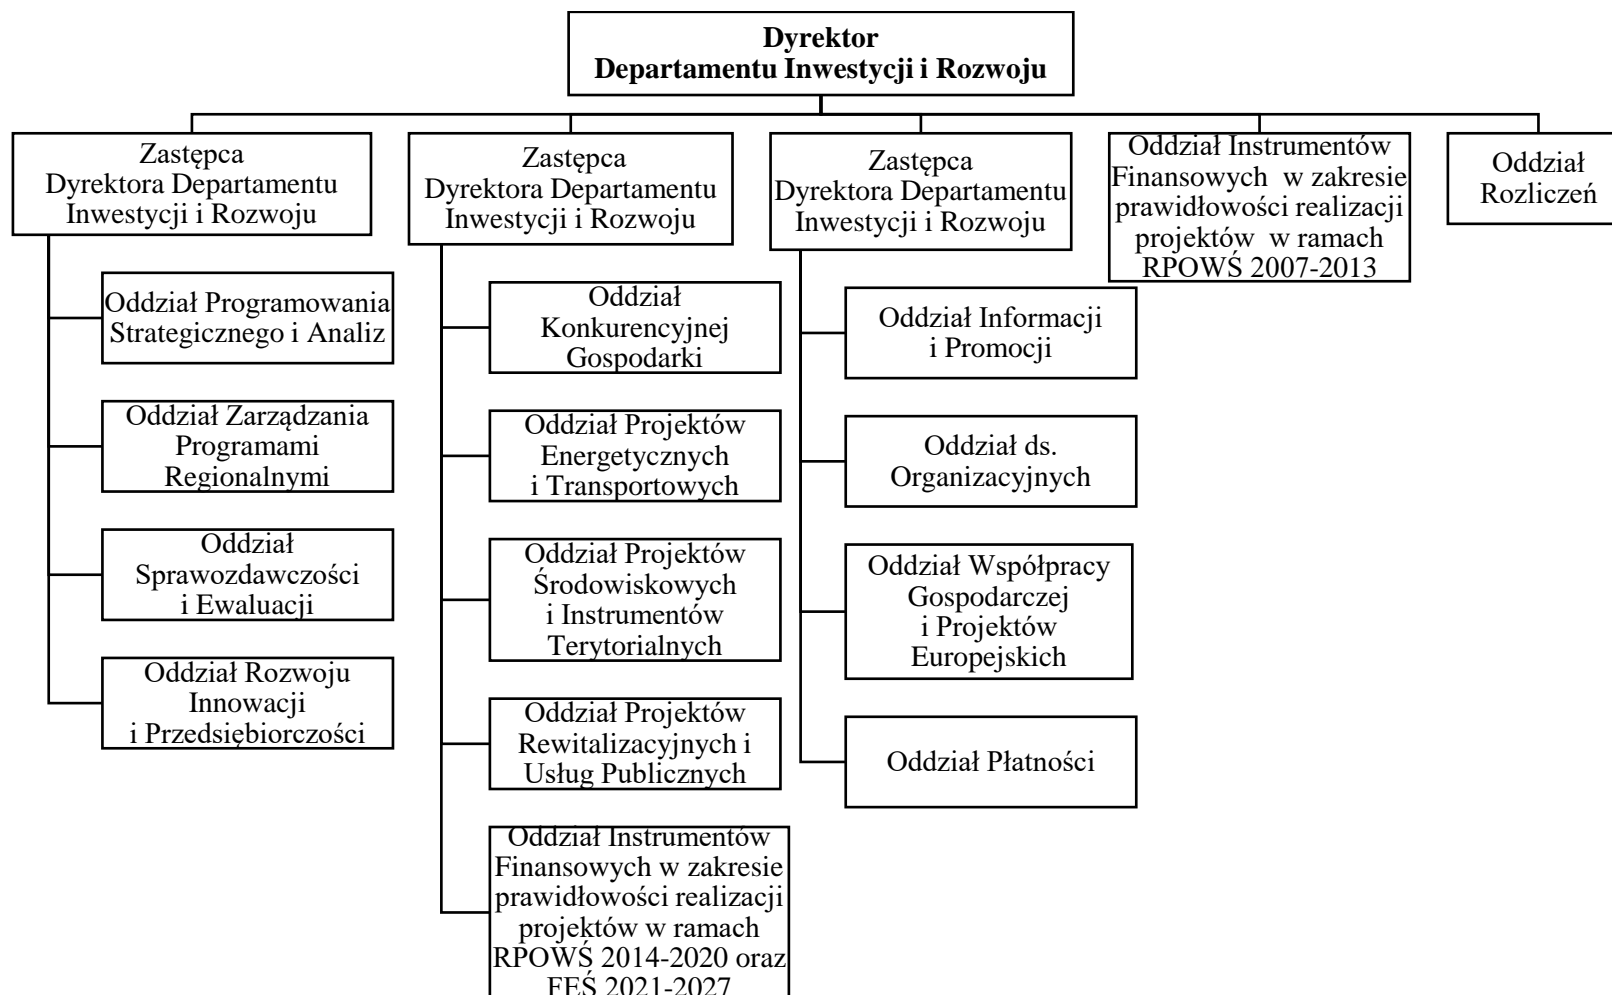 Dyrektor
Departamentu Inwestycji i Rozwoju
Zastępca
Dyrektora Departamentu
Inwestycji i Rozwoju
Zastępca
Dyrektora Departamentu
Inwestycji i Rozwoju
Zastępca
Dyrektora Departamentu
Inwestycji i Rozwoju
Oddział Instrumentów
Finansowych w zakresie
prawidłowości realizacji
projektów w ramach
RPOWŚ 2007-2013
Oddział
Rozliczeń
Oddział Programowania
Strategicznego i Analiz
Oddział Zarządzania
Programami
Regionalnymi
Oddział
Sprawozdawczości
i Ewaluacji
Oddział Rozwoju
Innowacji
i Przedsiębiorczości
Oddział
Konkurencyjnej
Gospodarki
Oddział Projektów
Energetycznych
i Transportowych
Oddział Projektów
Środowiskowych
i Instrumentów
Terytorialnych
Oddział Projektów
Rewitalizacyjnych i
Usług Publicznych
Oddział Instrumentów
Finansowych w zakresie
prawidłowości realizacji
projektów w ramach
RPOWŚ 2014-2020 oraz
FEŚ 2021-2027
Oddział Informacji
i Promocji
Oddział ds.
Organizacyjnych
Oddział Współpracy
Gospodarczej
i Projektów
Europejskich
Oddział Płatności